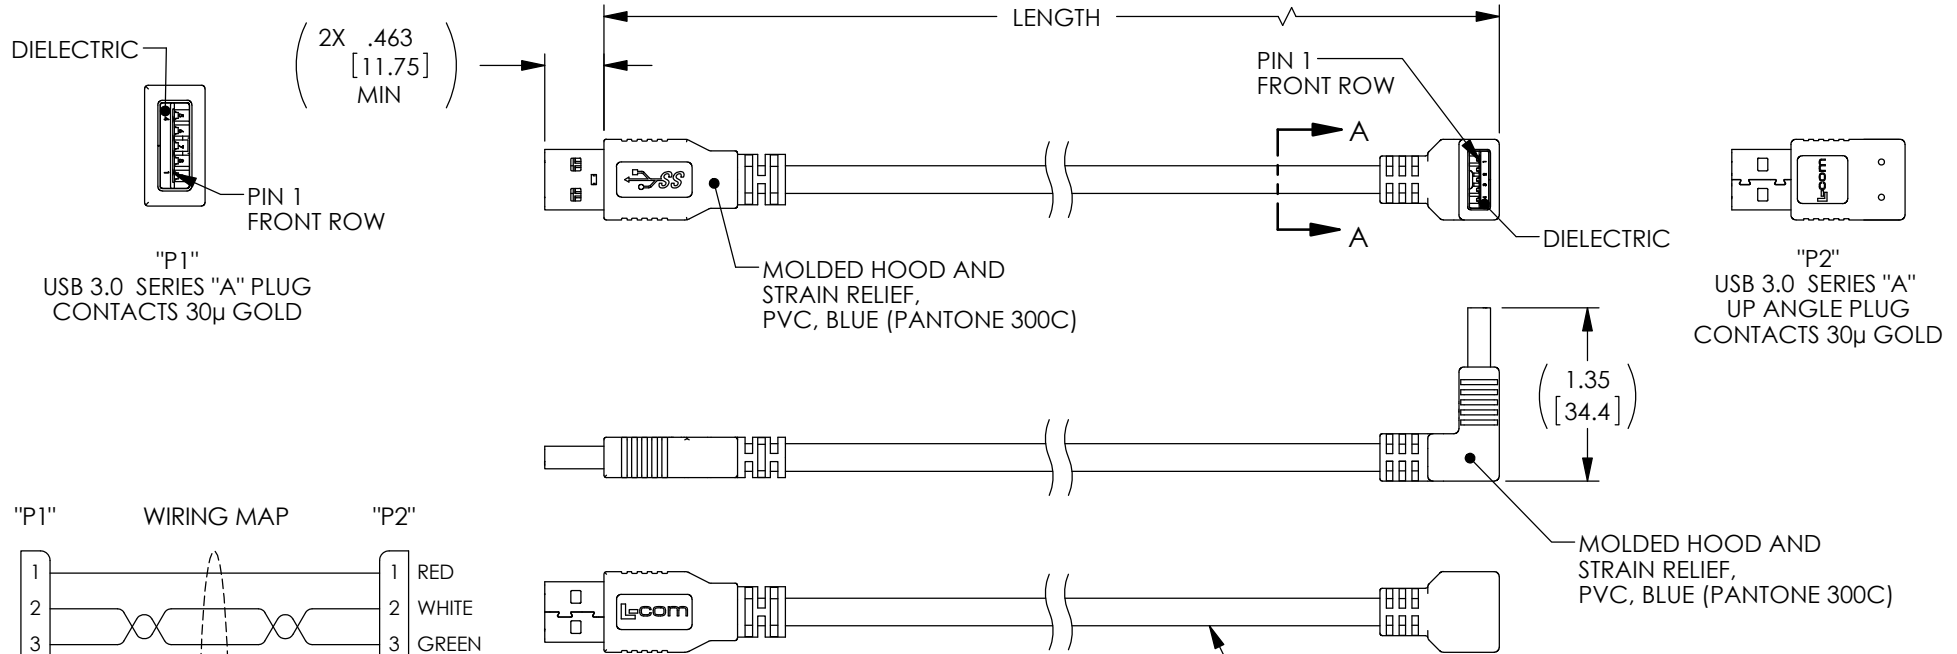 LENGTH
DIELECTRIC
2X .463
[11.75]
MIN
PIN 1
FRONT ROW
A
A
SS
PIN 1
FRONT ROW
DIELECTRIC
L-com
"P1"
USB 3.0 SERIES "A" PLUG
CONTACTS 30µ GOLD
MOLDED HOOD AND
STRAIN RELIEF,
PVC, BLUE (PANTONE 300C)
"P2"
USB 3.0 SERIES "A"
UP ANGLE PLUG
CONTACTS 30µ GOLD
1.35
[34.4]
MOLDED HOOD AND
STRAIN RELIEF,
PVC, BLUE (PANTONE 300C)
"P1" WIRING MAP "P2"
1 1 RED
2 2 WHITE
3 3 GREEN
L-com